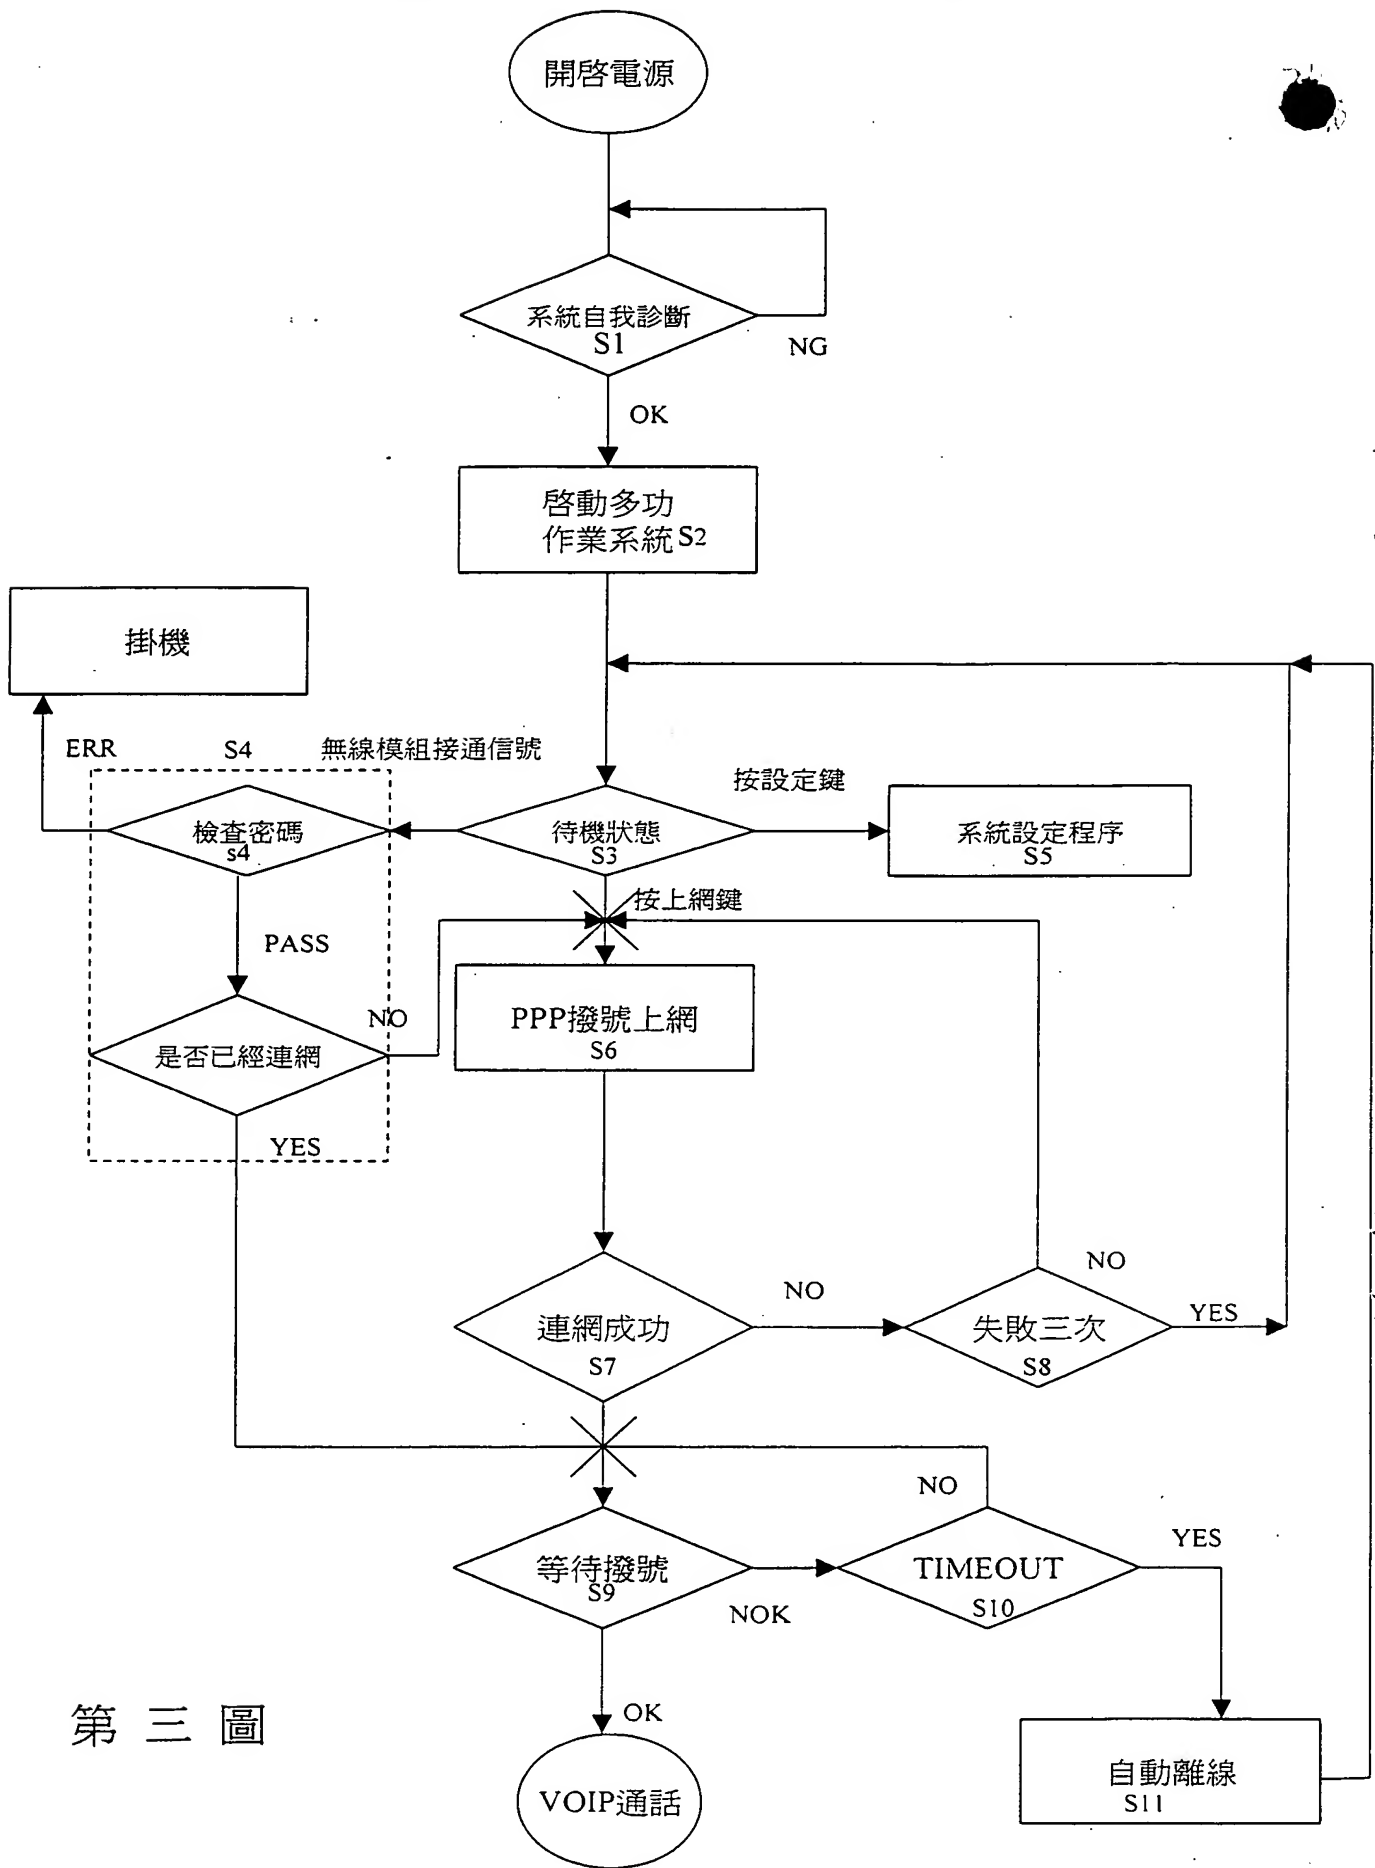 開啓電源
系統自我診斷
S1
NG
OK
啓動多功
作業系統 S2
掛機
ERR
S4
無線模組接通信號
按設定鍵
檢查密碼
s4
待機狀態
S3
系統設定程序
S5
按上網鍵
PASS
NO
PPP撥號上網
S6
是否已經連網
YES
NO
NO
YES
連網成功
S7
失敗三次
S8
NO
YES
等待撥號
S9
NOK
TIMEOUT
S10
OK
第三圖
VOIP通話
自動離線
S11